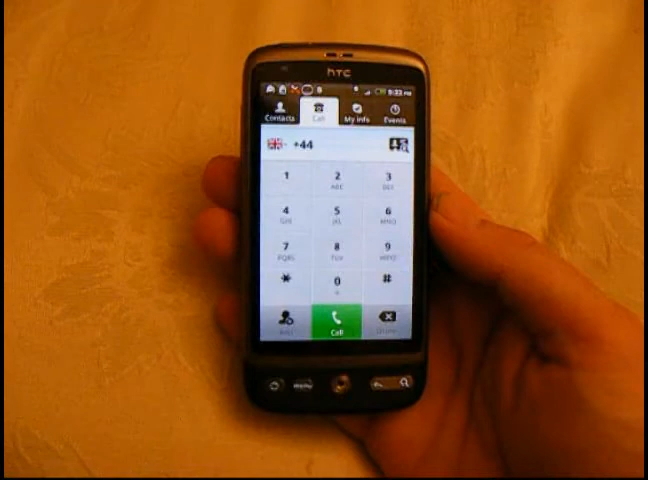 hTC
Contacts Call My info Events
+44
1 2 3
ABC DEF
4 5 6
GHI JKL MNO
7 8 9
PQRS TUV WXYZ
* 0 #
+
Call
MENU